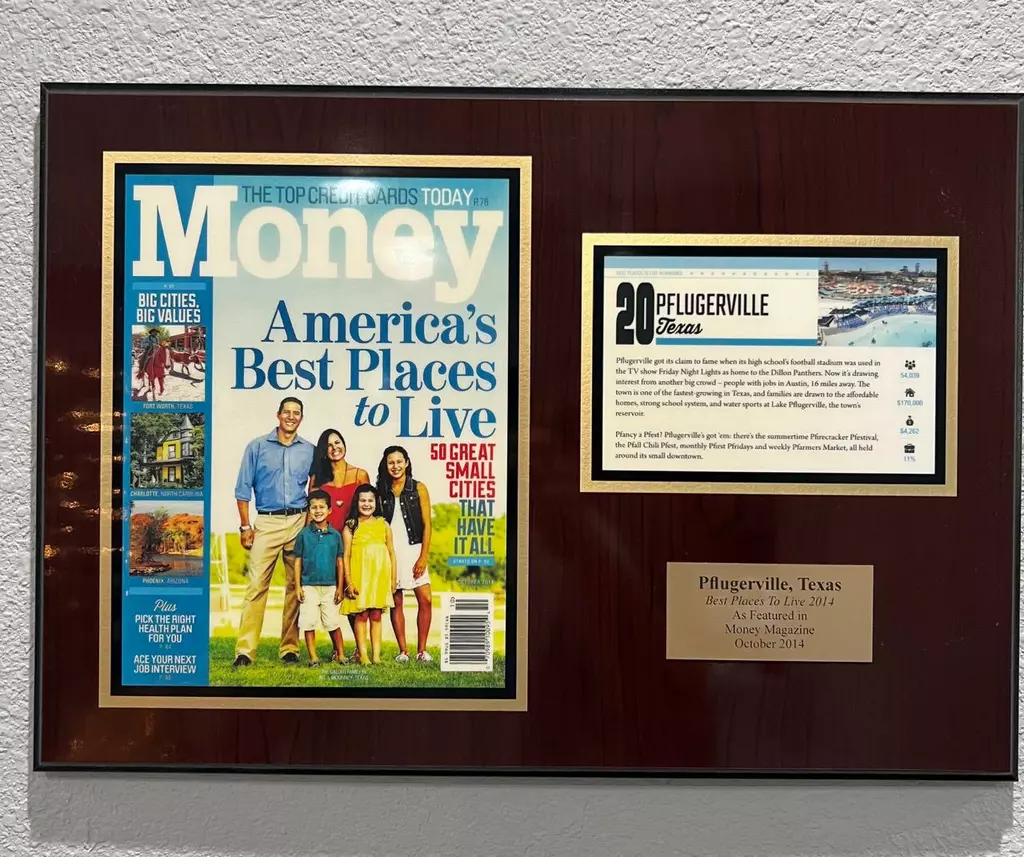 THE TOP CREDIT CARDS TODAY P. 76
Money
BIG CITIES,
BIG VALUES
FORT WORTH, TEXAS
CHARLOTTE, NORTH CAROLINA
PHOENIX, ARIZONA
Plus
PICK THE RIGHT
HEALTH PLAN
FOR YOU
ACE YOUR NEXT
JOB INTERVIEW
America's
Best Places
to Live
50 GREAT
SMALL
CITIES
THAT
HAVE
IT ALL
STARTS ON P.
OCTOBER 2014
20 PFLUGERVILLE
Texas
Pflugerville got its claim to fame when its high school's football stadium was used in
the TV show Friday Night Lights as home to the Dillon Panthers. Now it's drawing
interest from another big crowd – people with jobs in Austin, 16 miles away. The
town is one of the fastest-growing in Texas, and families are drawn to the affordable
homes, strong school system, and water sports at Lake Pflugerville, the town's
reservoir.
Pfancy a Pfest? Pflugerville's got 'em: there's the summertime Pfirecracker Pfestival,
the Pfall Chili Pfest, monthly Pfirst Pfridays and weekly Pfarmers Market, all held
around its small downtown.
54,039
$170,000
$4,262
11%
Pflugerville, Texas
Best Places To Live 2014
As Featured in
Money Magazine
October 2014